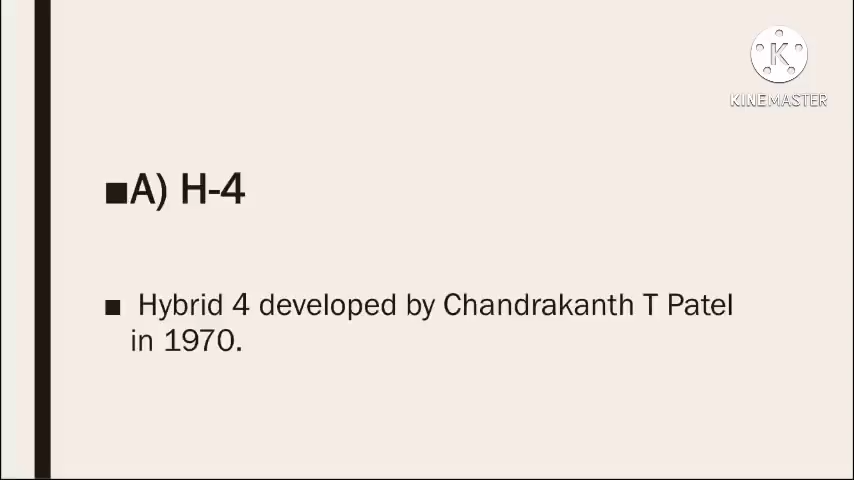 K
KINEMASTER
■A) H-4
■ Hybrid 4 developed by Chandrakanth T Patel
in 1970.